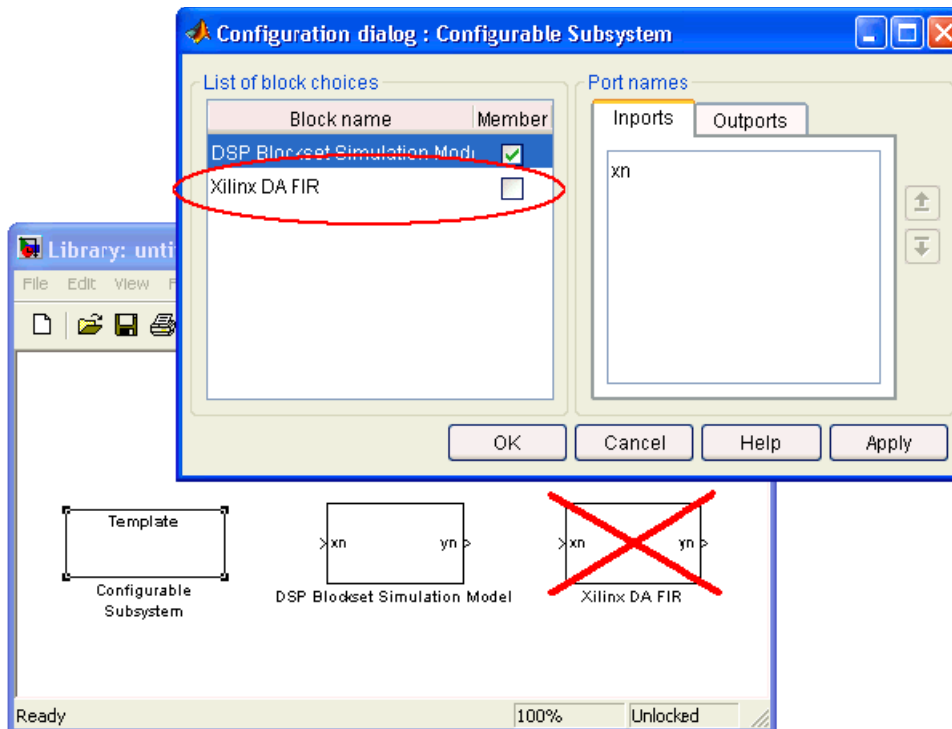 Configuration dialog : Configurable Subsystem
List of block choices
Port names
Block name Member
Inports Outports
DSP Blockset Simulation
xn
Xilinx DA FIR
Library:
File Edit View
OK Cancel Help Apply
Template
xn yn
xn yn
Configurable
Subsystem
DSP Blockset Simulation Model
Xilinx DA FIR
Ready 100% Unlocked